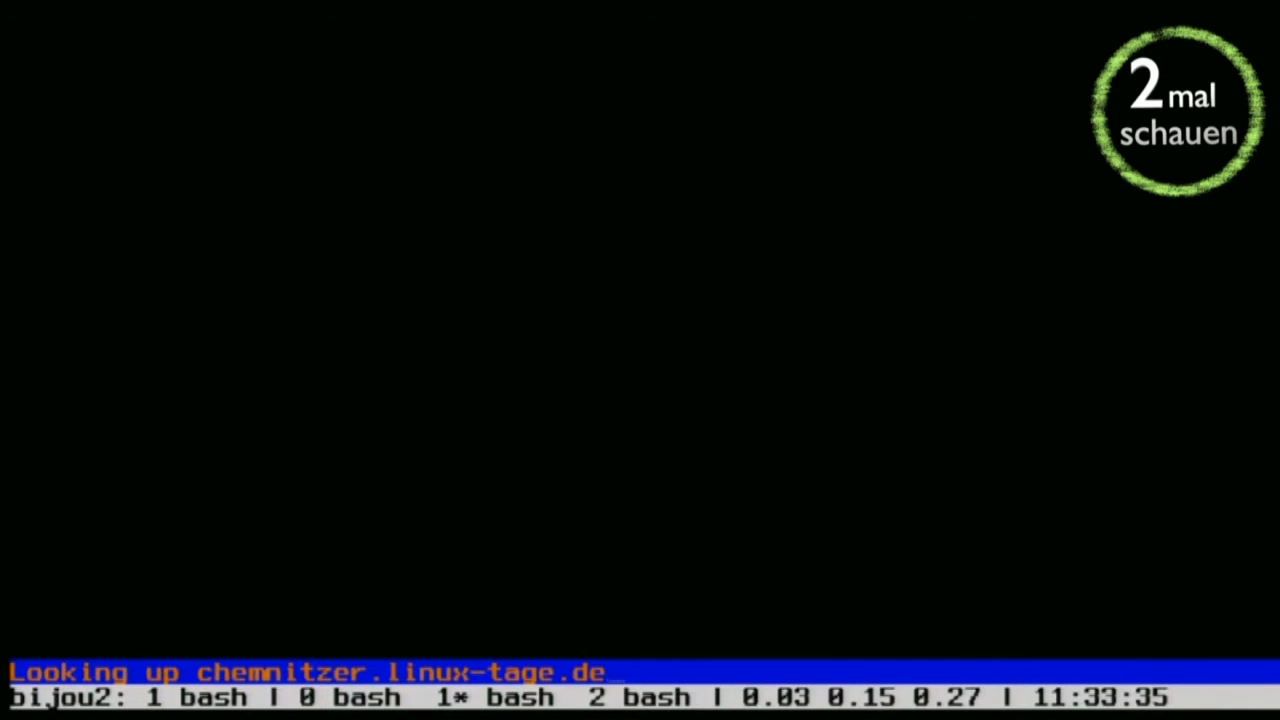 2 mal
schauen
Looking up chemnitzer.linux-tage.de
bijou2: 1 bash | 0 bash 1* bash 2 bash | 0.03 0.15 0.27 | 11:33:35